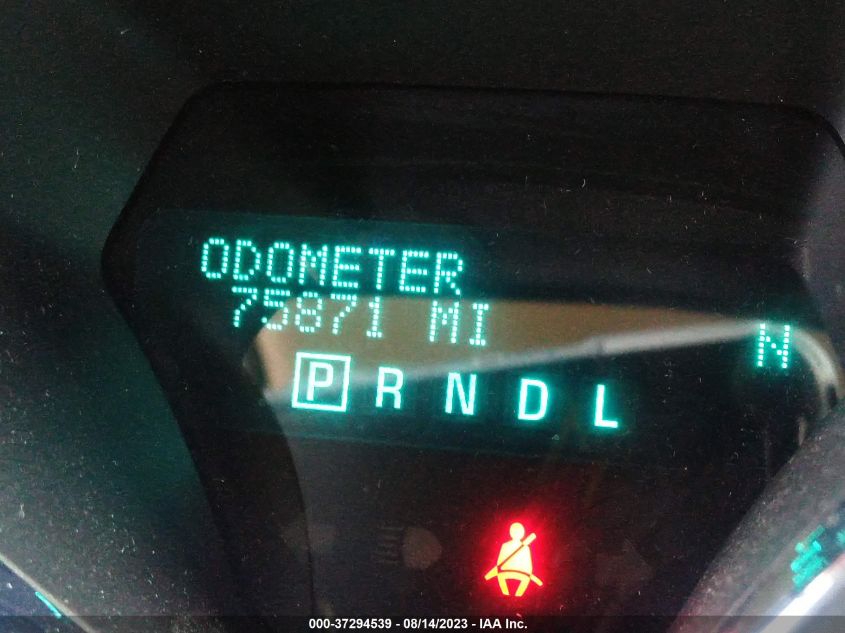 ODOMETER
75871 MI
N
P R N D L
000-37294539 - 08/14/2023 - IAA Inc.